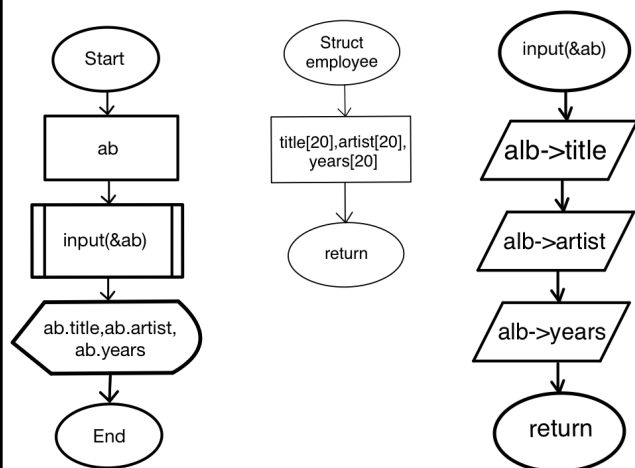 Start
ab
input(&ab)
ab.title,ab.artist,
ab.years
End
Struct
employee
title[20],artist[20],
years[20]
return
input(&ab)
alb->title
alb->artist
alb->years
return